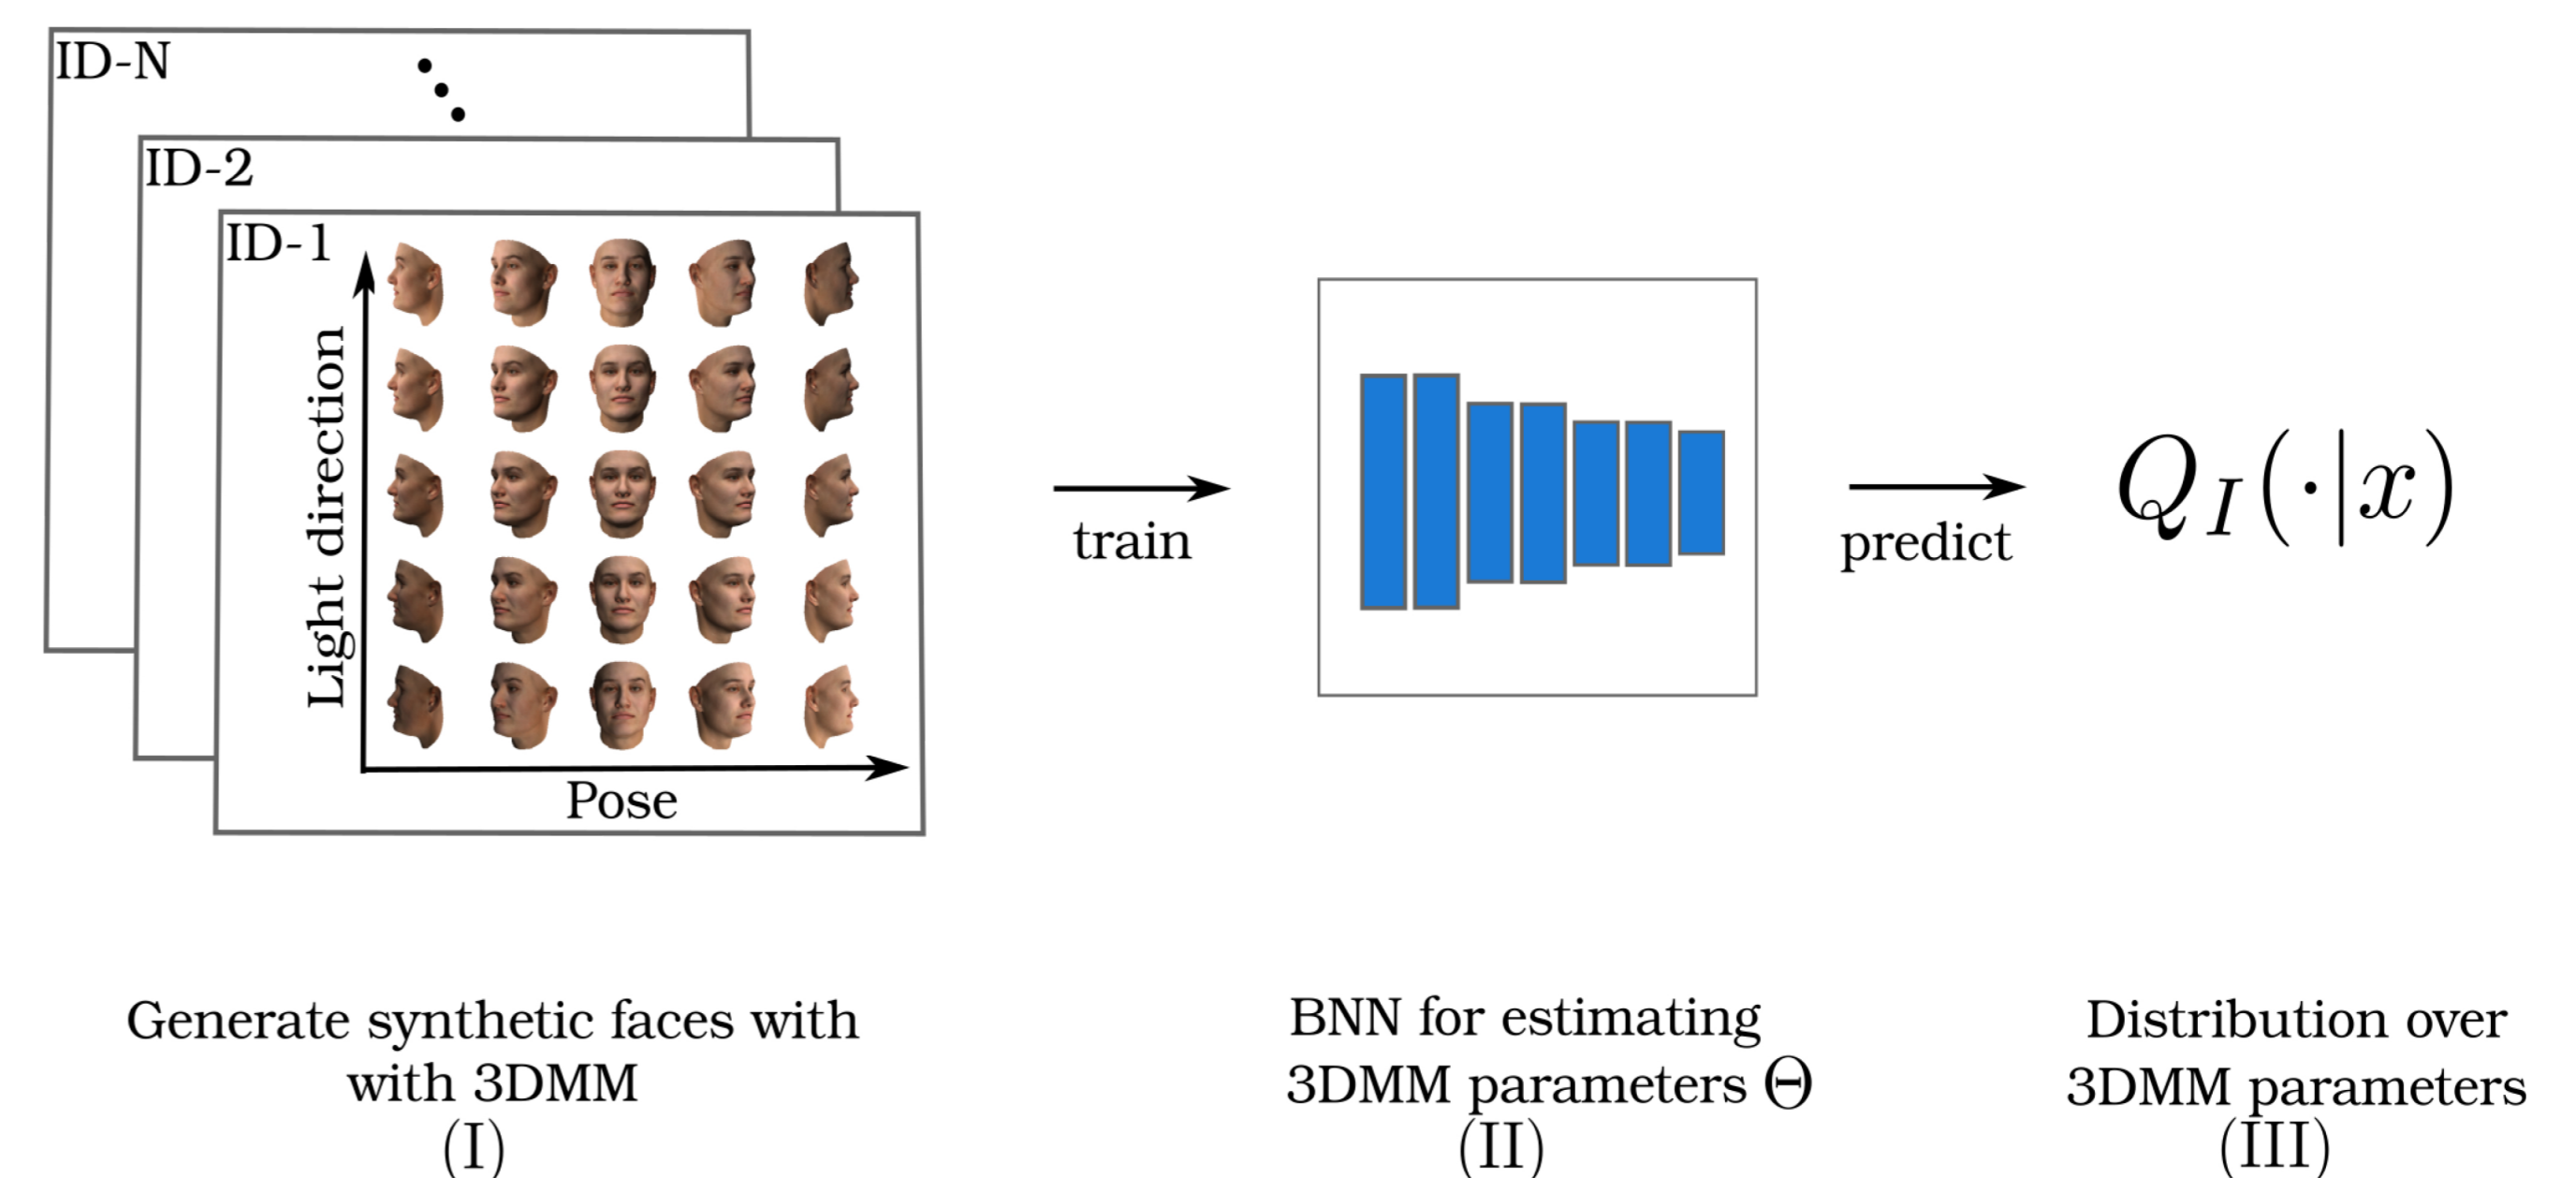 ID-N
ID-2
ID-1
Light direction
Pose
train
predict
Q_I(·|x)
Generate synthetic faces with
with 3DMM
(I)
BNN for estimating
3DMM parameters Θ
(II)
Distribution over
3DMM parameters
(III)